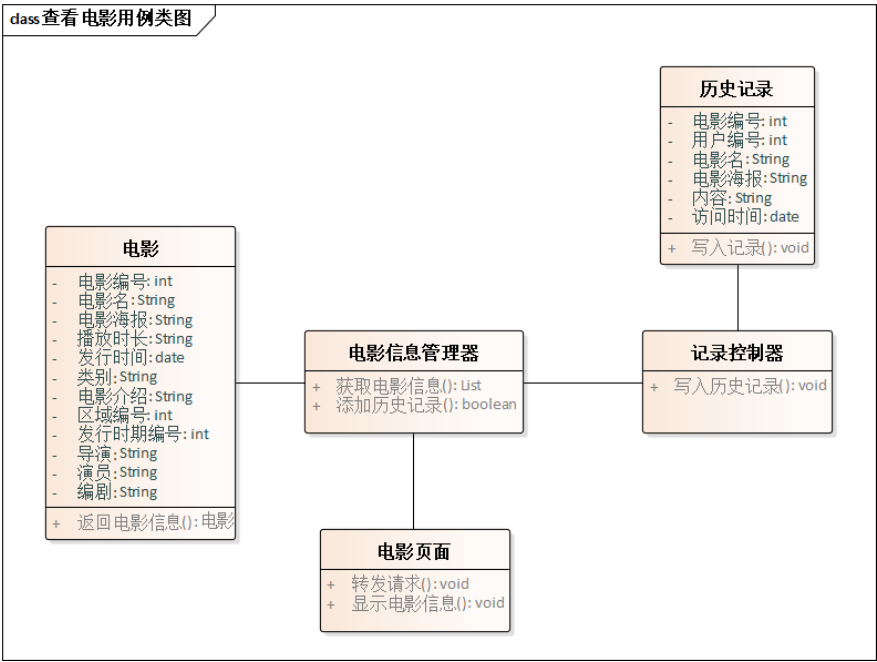 class 查看电影用例类图
历史记录
- 电影编号: int
- 用户编号: int
- 电影名: String
- 电影海报: String
- 内容: String
- 访问时间: date
+ 写入记录(): void
电影
- 电影编号: int
- 电影名: String
- 电影海报: String
- 播放时长: String
- 发行时间: date
- 类别: String
- 电影介绍: String
- 区域编号: int
- 发行时期编号: int
- 导演: String
- 演员: String
- 编剧: String
+ 返回电影信息(): 电影
电影信息管理器
+ 获取电影信息(): List
+ 添加历史记录(): boolean
记录控制器
+ 写入历史记录(): void
电影页面
+ 转发请求(): void
+ 显示电影信息(): void